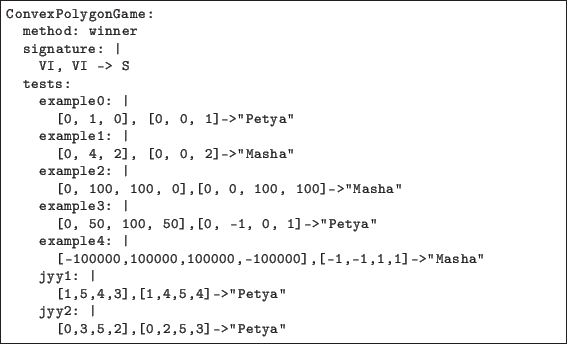 ConvexPolygonGame:
  method: winner
  signature: |
    VI, VI -> S
  tests:
    example0: |
      [0, 1, 0], [0, 0, 1]->"Petya"
    example1: |
      [0, 4, 2], [0, 0, 2]->"Masha"
    example2: |
      [0, 100, 100, 0],[0, 0, 100, 100]->"Masha"
    example3: |
      [0, 50, 100, 50],[0, -1, 0, 1]->"Petya"
    example4: |
      [-100000,100000,100000,-100000],[-1,-1,1,1]->"Masha"
    jyy1: |
      [1,5,4,3],[1,4,5,4]->"Petya"
    jyy2: |
      [0,3,5,2],[0,2,5,3]->"Petya"